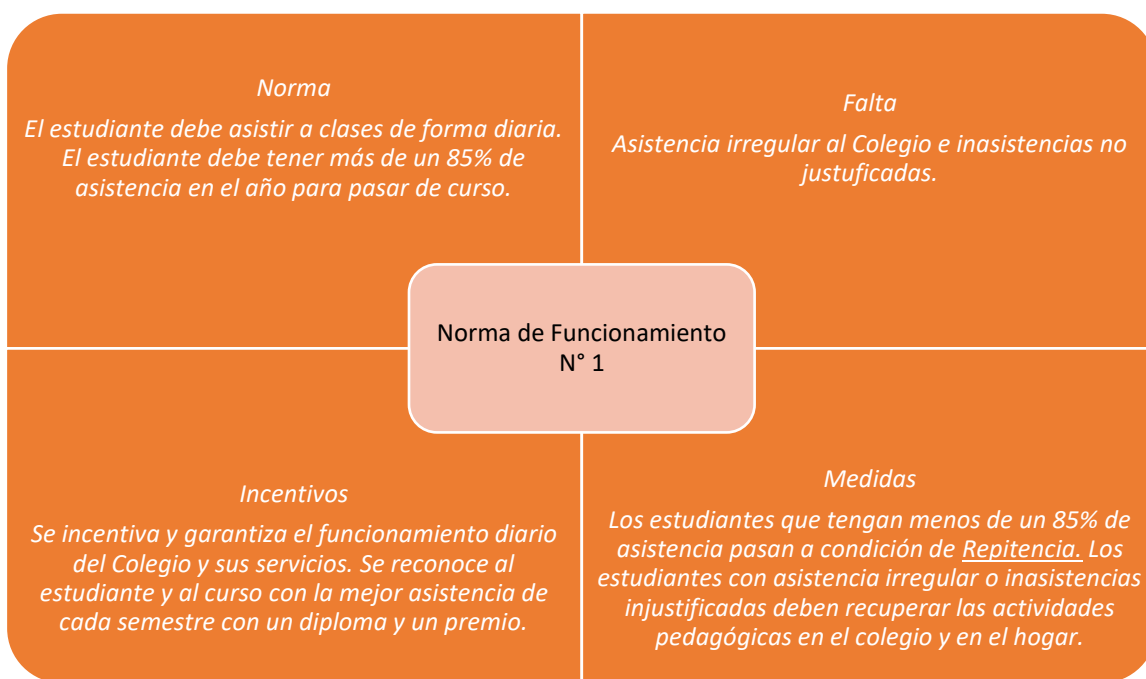 Norma
El estudiante debe asistir a clases de forma diaria.
El estudiante debe tener más de un 85% de
asistencia en el año para pasar de curso.
Falta
Asistencia irregular al Colegio e inasistencias no
justuficadas.
Norma de Funcionamiento
N° 1
Incentivos
Se incentiva y garantiza el funcionamiento diario
del Colegio y sus servicios. Se reconoce al
estudiante y al curso con la mejor asistencia de
cada semestre con un diploma y un premio.
Medidas
Los estudiantes que tengan menos de un 85% de
asistencia pasan a condición de Repitencia. Los
estudiantes con asistencia irregular o inasistencias
injustificadas deben recuperar las actividades
pedagógicas en el colegio y en el hogar.